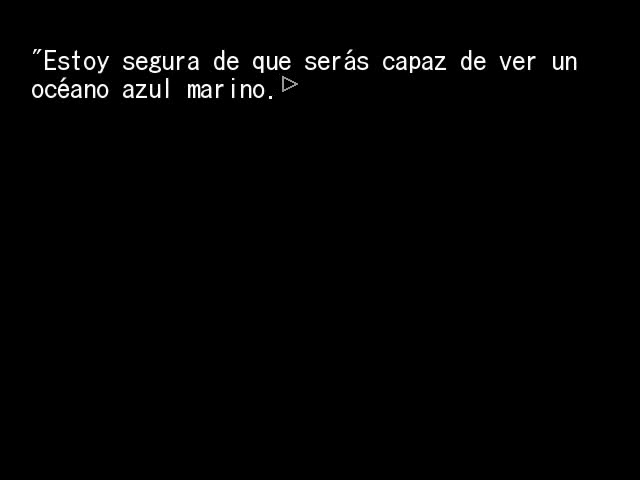 "Estoy segura de que serás capaz de ver un
océano azul marino.